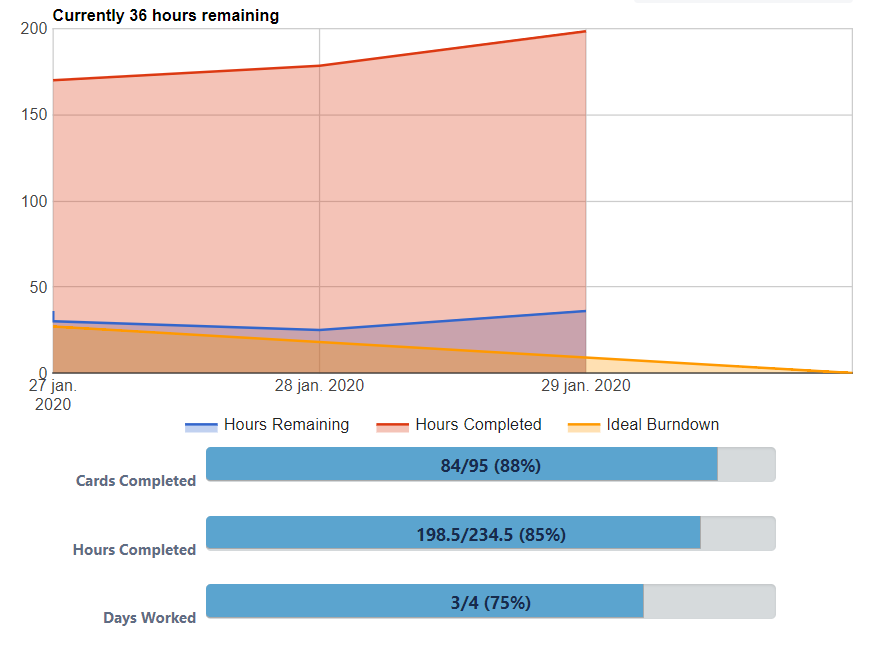 Currently 36 hours remaining
200
150
100
50
0
27 jan.
2020
28 jan. 2020
29 jan. 2020
Hours Remaining
Hours Completed
Ideal Burndown
Cards Completed
84/95 (88%)
Hours Completed
198.5/234.5 (85%)
Days Worked
3/4 (75%)